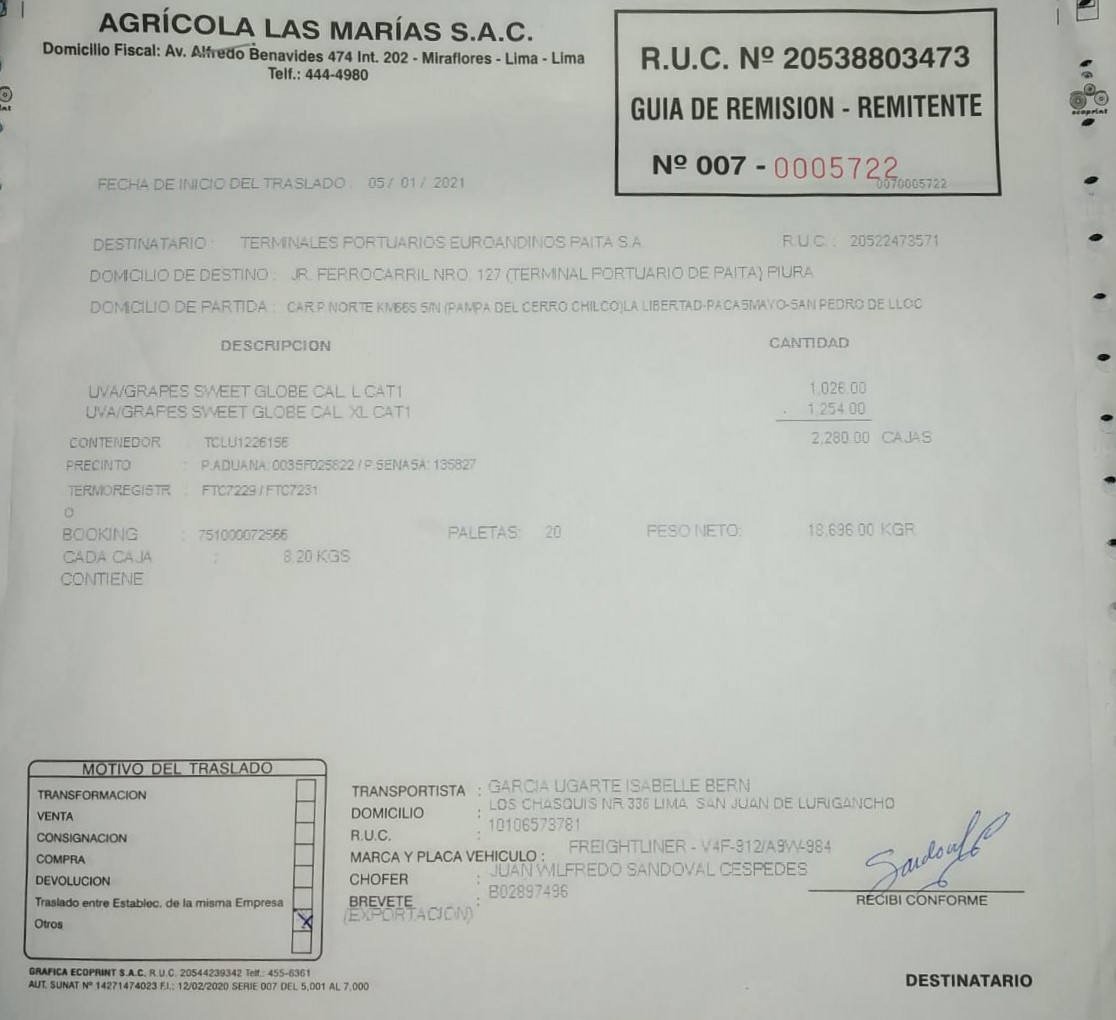 AGRÍCOLA LAS MARÍAS S.A.C.
Domicilio Fiscal: Av. Alfredo Benavides 474 Int. 202 - Miraflores - Lima - Lima
Telf.: 444-4980
R.U.C. Nº 20538803473
GUIA DE REMISION - REMITENTE
Nº 007 - 0005722
0070005722
ecoprint
FECHA DE INICIO DEL TRASLADO : 05/ 01/ 2021
DESTINATARIO : TERMINALES PORTUARIOS EUROANDINOS PAITA S.A. R.U.C. : 20522473571
DOMICILIO DE DESTINO : JR. FERROCARRIL NRO. 127 (TERMINAL PORTUARIO DE PAITA) PIURA
DOMICILIO DE PARTIDA : CAR.P NORTE KM665 S/N (PAMPA DEL CERRO CHILCO)LA LIBERTAD-PACASMAYO-SAN PEDRO DE LLOC
DESCRIPCION CANTIDAD
UVA/GRAPES SWEET GLOBE CAL. L CAT1 1,026.00
UVA/GRAPES SWEET GLOBE CAL. XL CAT1 1,254.00
2,280.00 CAJAS
CONTENEDOR : TCLU1226156
PRECINTO : P.ADUANA: 003SF025822 / P.SENASA: 135827
TERMOREGISTR : FTC7229 / FTC7231
O
BOOKING : 751000072566 PALETAS: 20 PESO NETO: 18,696.00 KGR
CADA CAJA : 8.20 KGS
CONTIENE
MOTIVO DEL TRASLADO
TRANSFORMACION
VENTA
CONSIGNACION
COMPRA
DEVOLUCION
Traslado entre Establec. de la misma Empresa
Otros X
TRANSPORTISTA : GARCIA UGARTE ISABELLE BERN
DOMICILIO : LOS CHASQUIS NR.336 LIMA SAN JUAN DE LURIGANCHO
R.U.C. : 10106573781
MARCA Y PLACA VEHICULO : FREIGHTLINER - V4F-912/A9W-984
CHOFER : JUAN WILFREDO SANDOVAL CESPEDES
BREVETE : B02897496
(EXPORTACION)
Sandoval
RECIBI CONFORME
GRAFICA ECOPRINT S.A.C. R.U.C. 20544239342 Telf.: 455-6361
AUT. SUNAT Nº 14271474023 F.I.: 12/02/2020 SERIE 007 DEL 5,001 AL 7,000
DESTINATARIO